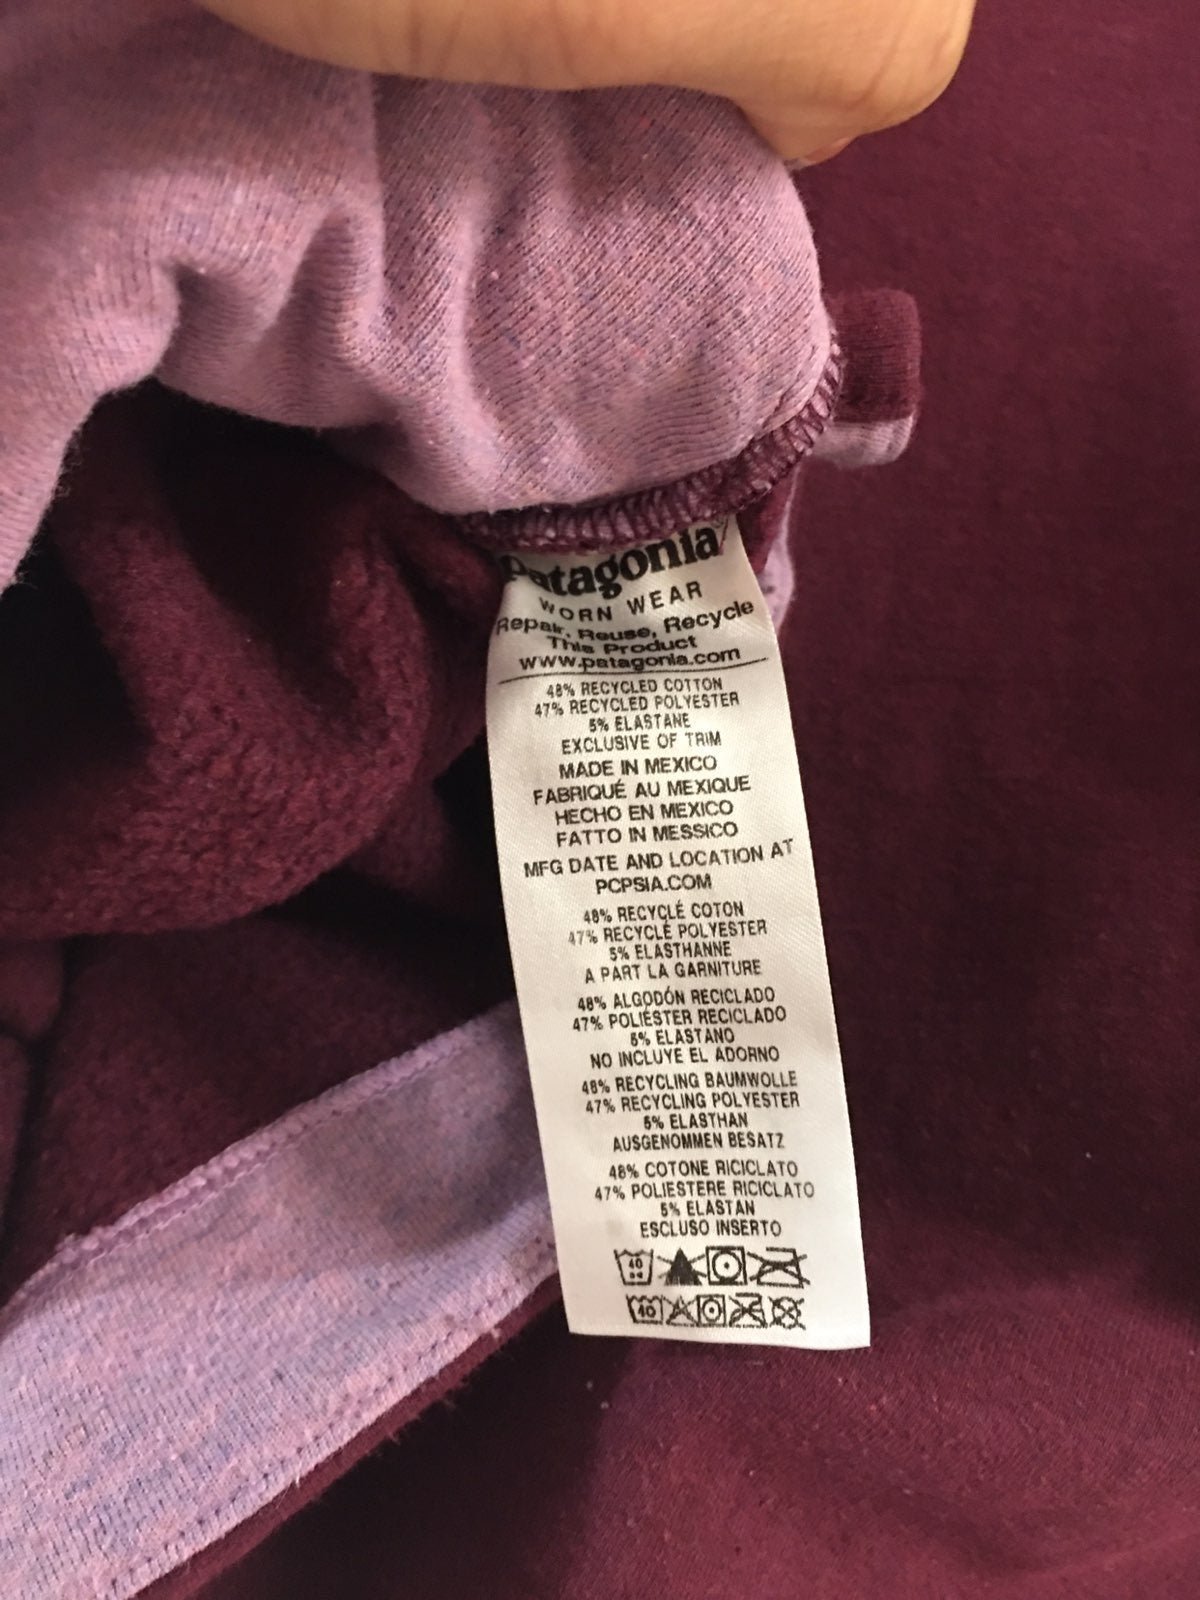 patagonia®
WORN WEAR
Repair, Reuse, Recycle
This Product
www.patagonia.com
48% RECYCLED COTTON
47% RECYCLED POLYESTER
5% ELASTANE
EXCLUSIVE OF TRIM
MADE IN MEXICO
FABRIQUÉ AU MEXIQUE
HECHO EN MEXICO
FATTO IN MESSICO
MFG DATE AND LOCATION AT
PCPSIA.COM
48% RECYCLÉ COTON
47% RECYCLÉ POLYESTER
5% ELASTHANNE
A PART LA GARNITURE
48% ALGODÓN RECICLADO
47% POLIÉSTER RECICLADO
5% ELASTANO
NO INCLUYE EL ADORNO
48% RECYCLING BAUMWOLLE
47% RECYCLING POLYESTER
5% ELASTHAN
AUSGENOMMEN BESATZ
48% COTONE RICICLATO
47% POLIESTERE RICICLATO
5% ELASTAN
ESCLUSO INSERTO
40
40